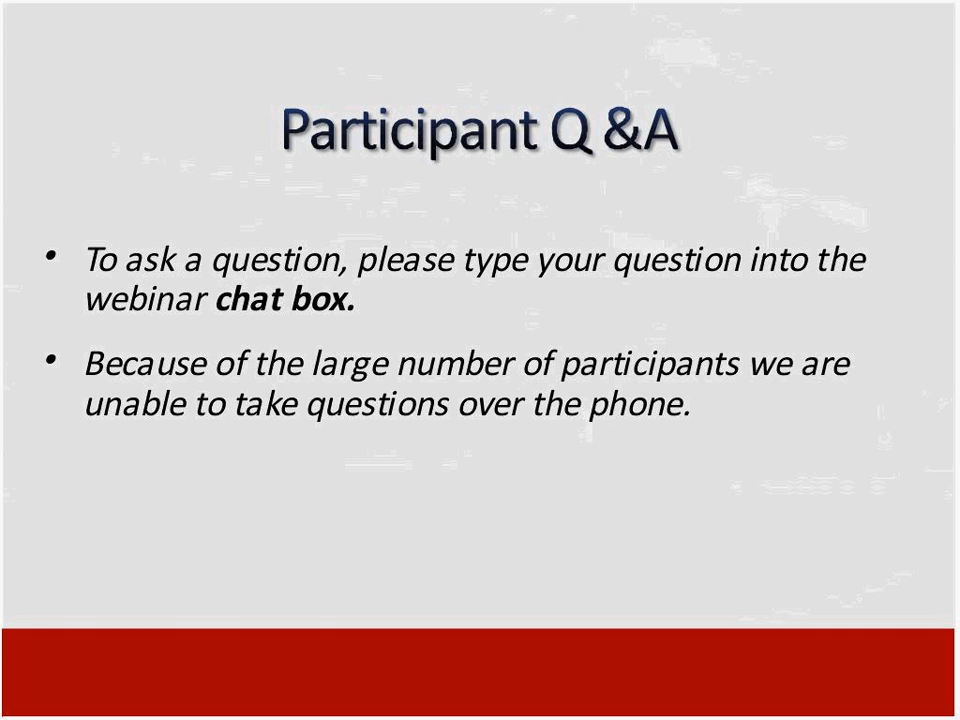 Participant Q &A
• To ask a question, please type your question into the
webinar chat box.
• Because of the large number of participants we are
unable to take questions over the phone.